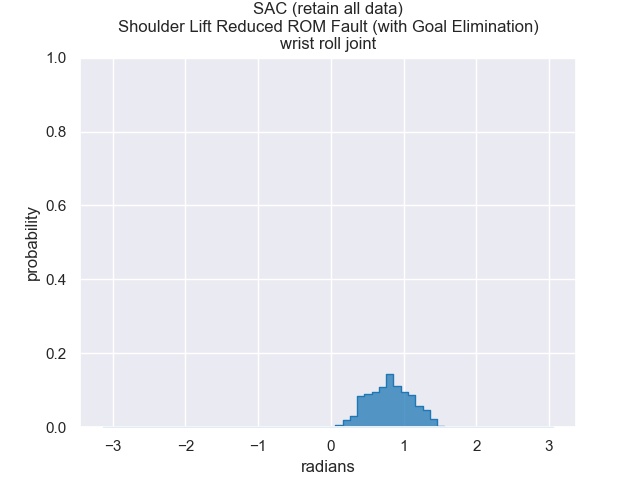 SAC (retain all data)
Shoulder Lift Reduced ROM Fault (with Goal Elimination)
wrist roll joint
1.0
0.8
0.6
0.4
0.2
0.0
probability
−3
−2
−1
0
1
2
3
radians